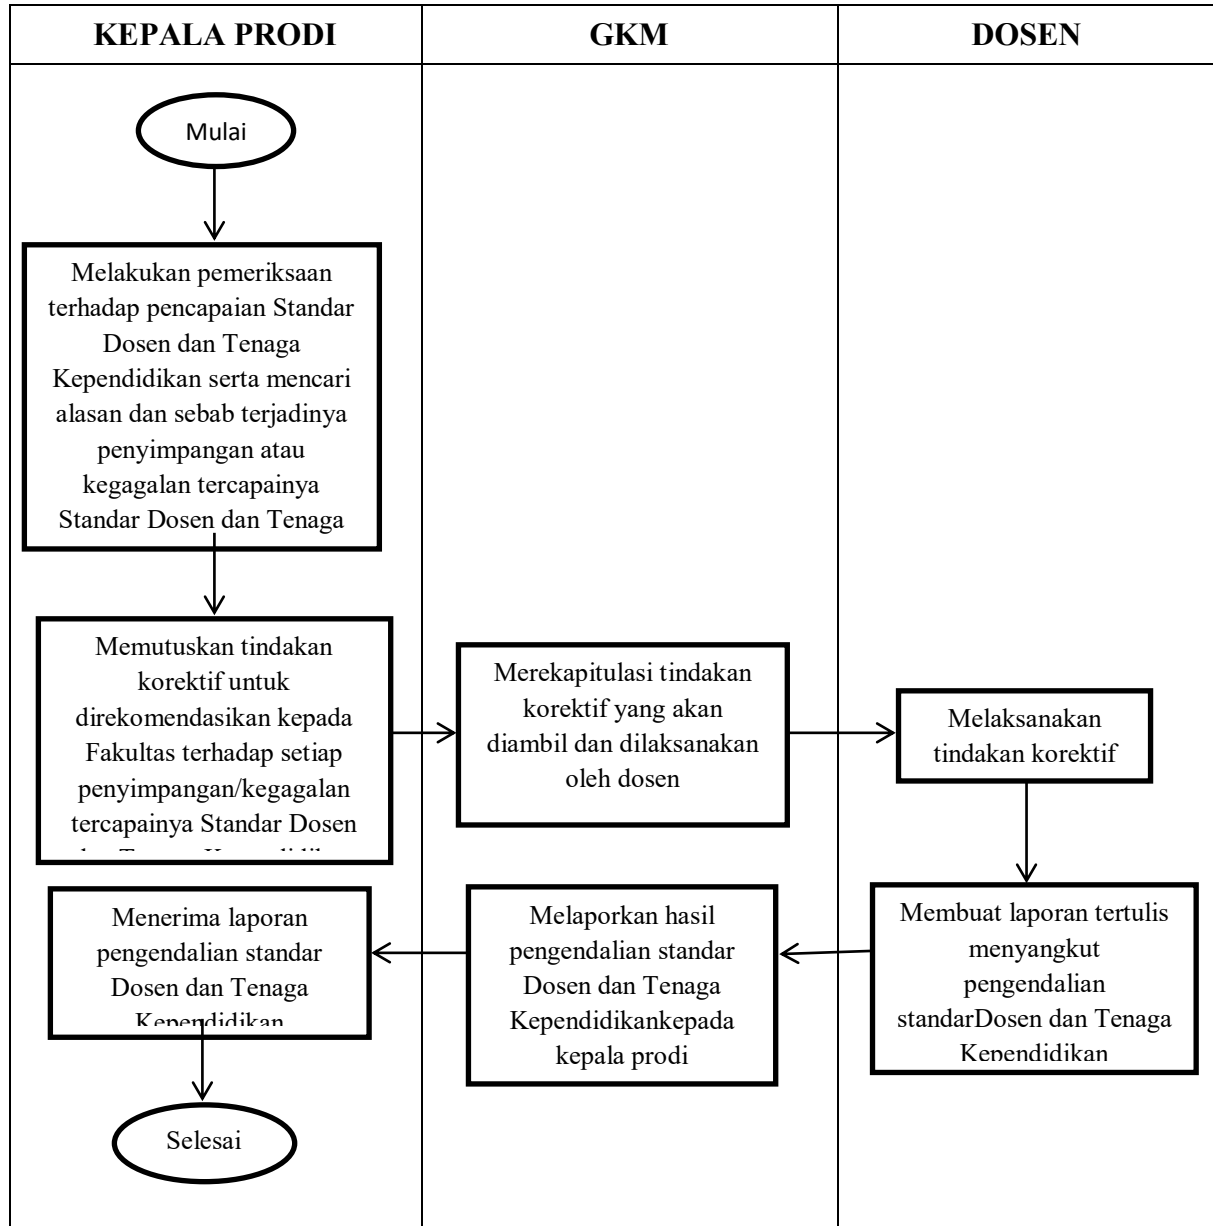 KEPALA PRODI
GKM
DOSEN
Mulai
Melakukan pemeriksaan
terhadap pencapaian Standar
Dosen dan Tenaga
Kependidikan serta mencari
alasan dan sebab terjadinya
penyimpangan atau
kegagalan tercapainya
Standar Dosen dan Tenaga
Memutuskan tindakan
korektif untuk
direkomendasikan kepada
Fakultas terhadap setiap
penyimpangan/kegagalan
tercapainya Standar Dosen
Merekapitulasi tindakan
korektif yang akan
diambil dan dilaksanakan
oleh dosen
Melaksanakan
tindakan korektif
Membuat laporan tertulis
menyangkut
pengendalian
standarDosen dan Tenaga
Kependidikan
Melaporkan hasil
pengendalian standar
Dosen dan Tenaga
Kependidikankepada
kepala prodi
Menerima laporan
pengendalian standar
Dosen dan Tenaga
Kependidikan
Selesai